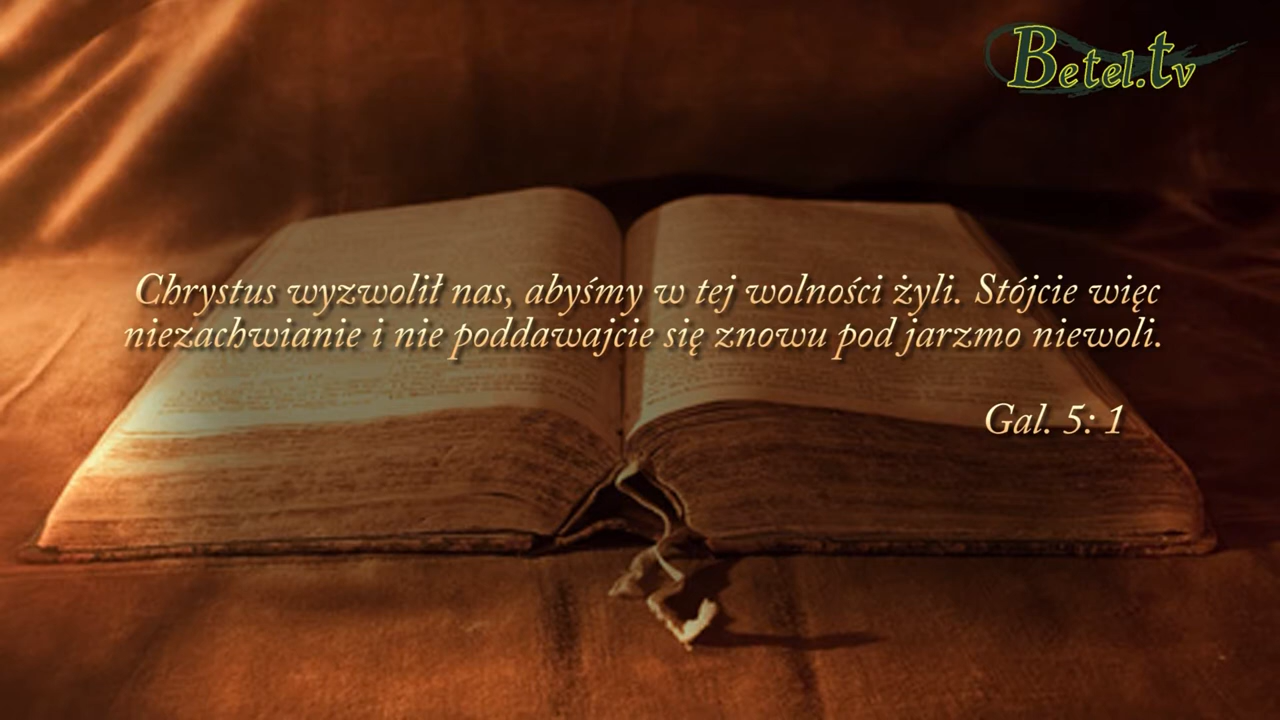 Betel.tv
Chrystus wyzwolił nas, abyśmy w tej wolności żyli. Stójcie więc
niezachwianie i nie poddawajcie się znowu pod jarzmo niewoli.
Gal. 5: 1